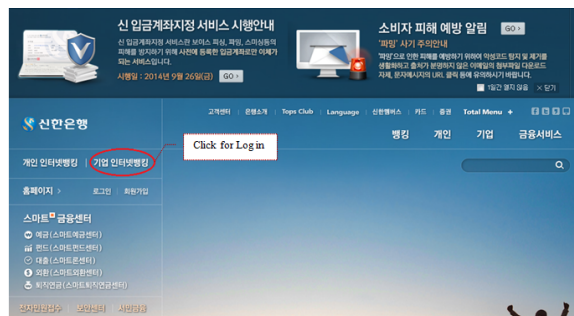 신 입금계좌지정 서비스 시행안내
신 입금계좌지정 서비스란 보이스 피싱, 파밍, 스미싱등의
피해를 방지하기 위해 사전에 등록한 입금계좌로만 이체가
되는 서비스입니다.
시행일 : 2014년 9월 26일(금) GO ›
소비자 피해 예방 알림 GO ›
'파밍' 사기 주의안내
'파밍'으로 인한 피해를 예방하기 위하여 악성코드 탐지 및 제거를
생활화하고 출처가 분명하지 않은 이메일의 첨부파일 다운로드
자제, 문자메시지의 URL 클릭 등에 유의하시기 바랍니다.
1일간 열지 않음 × 닫기
고객센터 은행소개 Tops Club Language 신한멤버스 카드 증권 Total Menu +
신한은행
뱅킹 개인 기업 금융서비스
Click for Log in
개인 인터넷뱅킹 | 기업 인터넷뱅킹
홈페이지 › 로그인 회원가입
스마트 금융센터
예금(스마트예금센터)
펀드(스마트펀드센터)
대출(스마트론센터)
외환(스마트외환센터)
퇴직연금(스마트퇴직연금센터)
전자민원접수 보안센터 서민금융